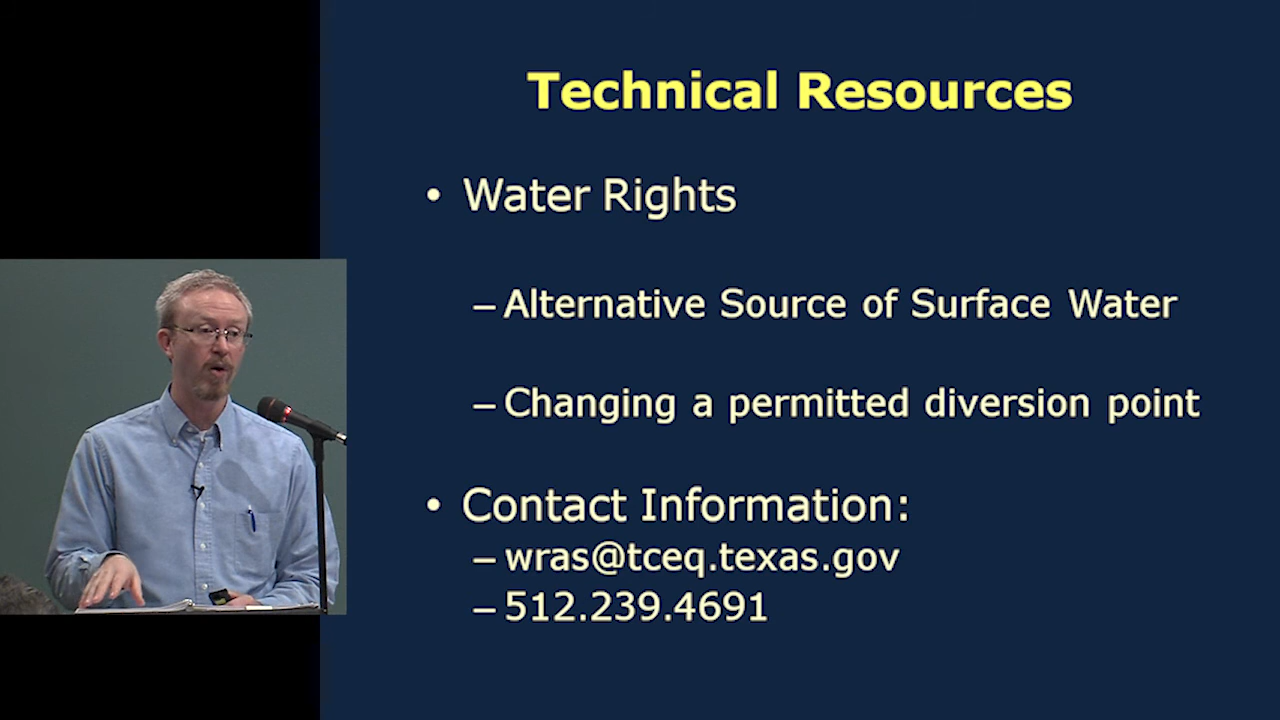 Technical Resources
• Water Rights
– Alternative Source of Surface Water
– Changing a permitted diversion point
• Contact Information:
– wras@tceq.texas.gov
– 512.239.4691